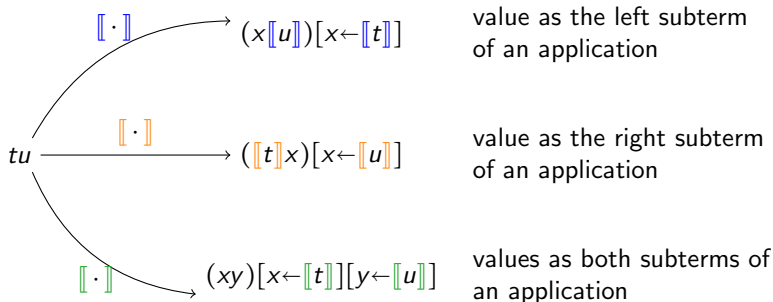 ⟦·⟧
(x⟦u⟧)[x←⟦t⟧]
value as the left subterm
of an application
tu
⟦·⟧
(⟦t⟧x)[x←⟦u⟧]
value as the right subterm
of an application
⟦·⟧
(xy)[x←⟦t⟧][y←⟦u⟧]
values as both subterms of
an application